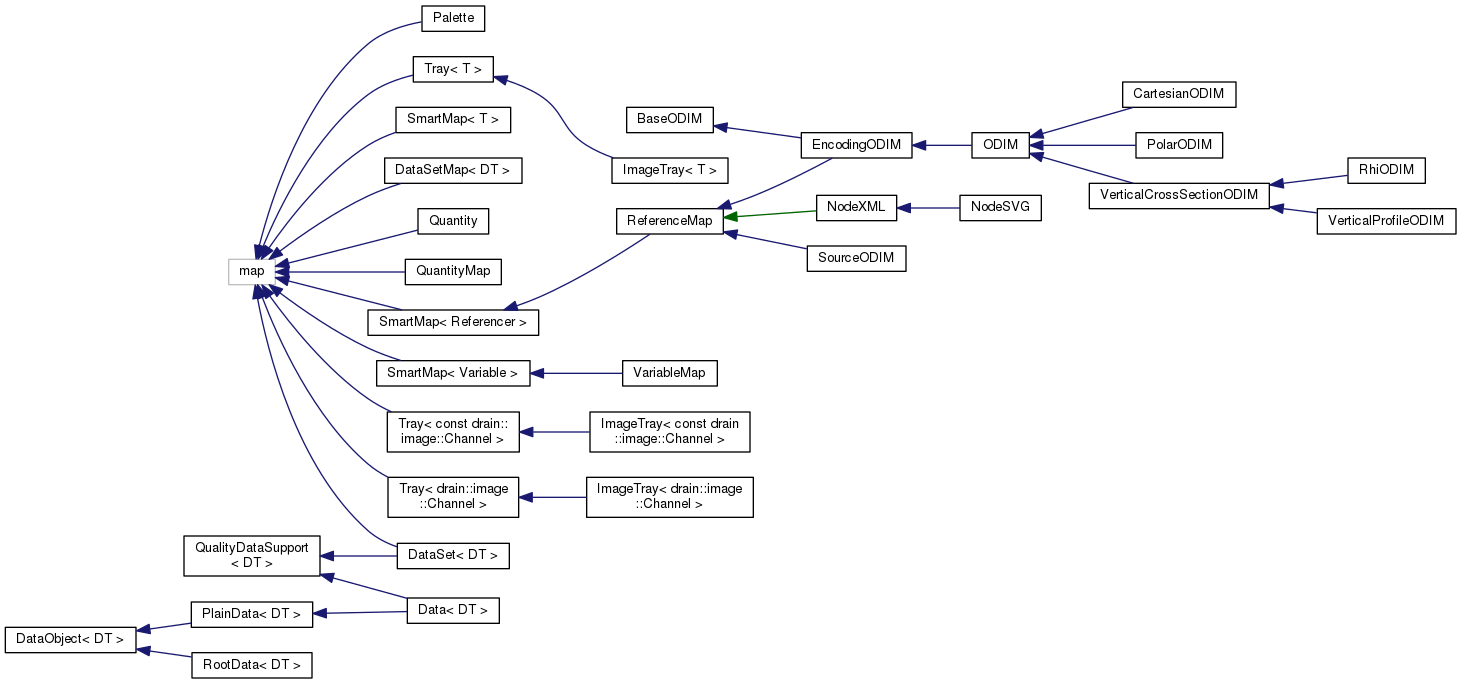 Palette
Tray< T >
CartesianODIM
SmartMap< T >
BaseODIM
EncodingODIM
ODIM
PolarODIM
DataSetMap< DT >
ImageTray< T >
RhiODIM
VerticalCrossSectionODIM
NodeXML
NodeSVG
Quantity
ReferenceMap
VerticalProfileODIM
SourceODIM
map
QuantityMap
SmartMap< Referencer >
SmartMap< Variable >
VariableMap
Tray< const drain::
image::Channel >
ImageTray< const drain
::image::Channel >
Tray< drain::image
::Channel >
ImageTray< drain::image
::Channel >
QualityDataSupport
< DT >
DataSet< DT >
PlainData< DT >
Data< DT >
DataObject< DT >
RootData< DT >